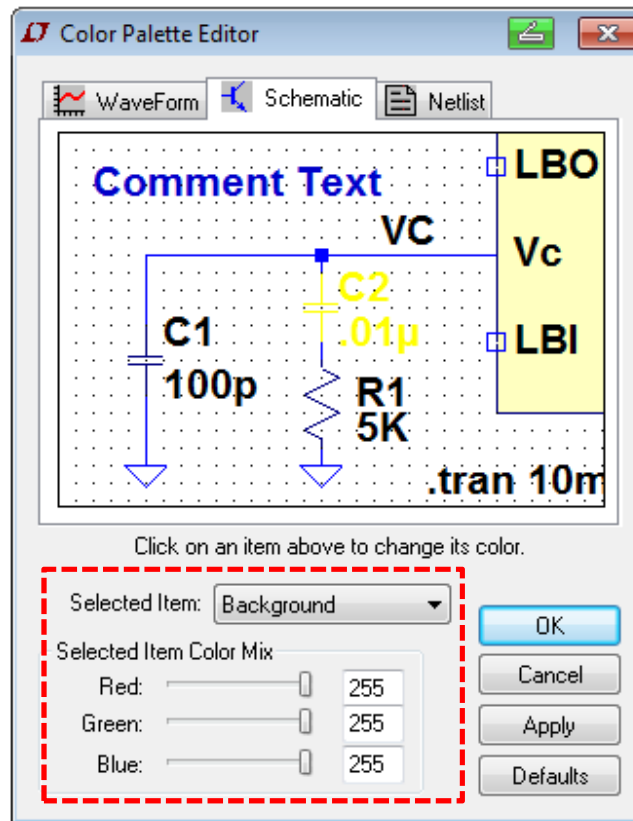 Color Palette Editor
WaveForm Schematic Netlist
Comment Text
LBO
VC
Vc
C2
.01µ
C1
LBI
100p
R1
5K
.tran 10m
Click on an item above to change its color.
Selected Item: Background
OK
Selected Item Color Mix
Cancel
Red: 255
Green: 255
Apply
Blue: 255
Defaults